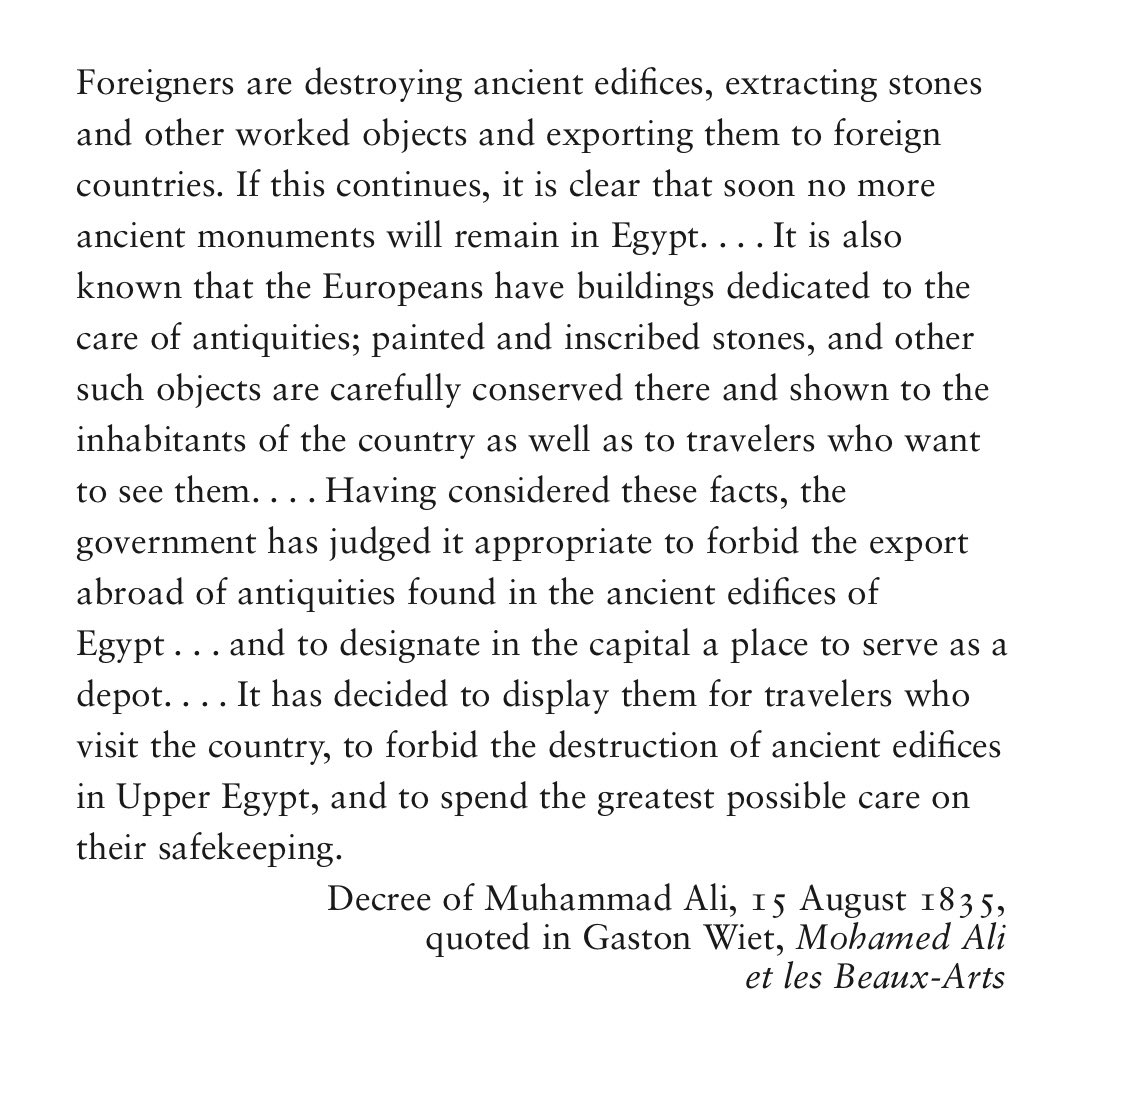 Foreigners are destroying ancient edifices, extracting stones
and other worked objects and exporting them to foreign
countries. If this continues, it is clear that soon no more
ancient monuments will remain in Egypt. . . . It is also
known that the Europeans have buildings dedicated to the
care of antiquities; painted and inscribed stones, and other
such objects are carefully conserved there and shown to the
inhabitants of the country as well as to travelers who want
to see them. . . . Having considered these facts, the
government has judged it appropriate to forbid the export
abroad of antiquities found in the ancient edifices of
Egypt . . . and to designate in the capital a place to serve as a
depot. . . . It has decided to display them for travelers who
visit the country, to forbid the destruction of ancient edifices
in Upper Egypt, and to spend the greatest possible care on
their safekeeping.
Decree of Muhammad Ali, 15 August 1835,
quoted in Gaston Wiet, Mohamed Ali
et les Beaux-Arts